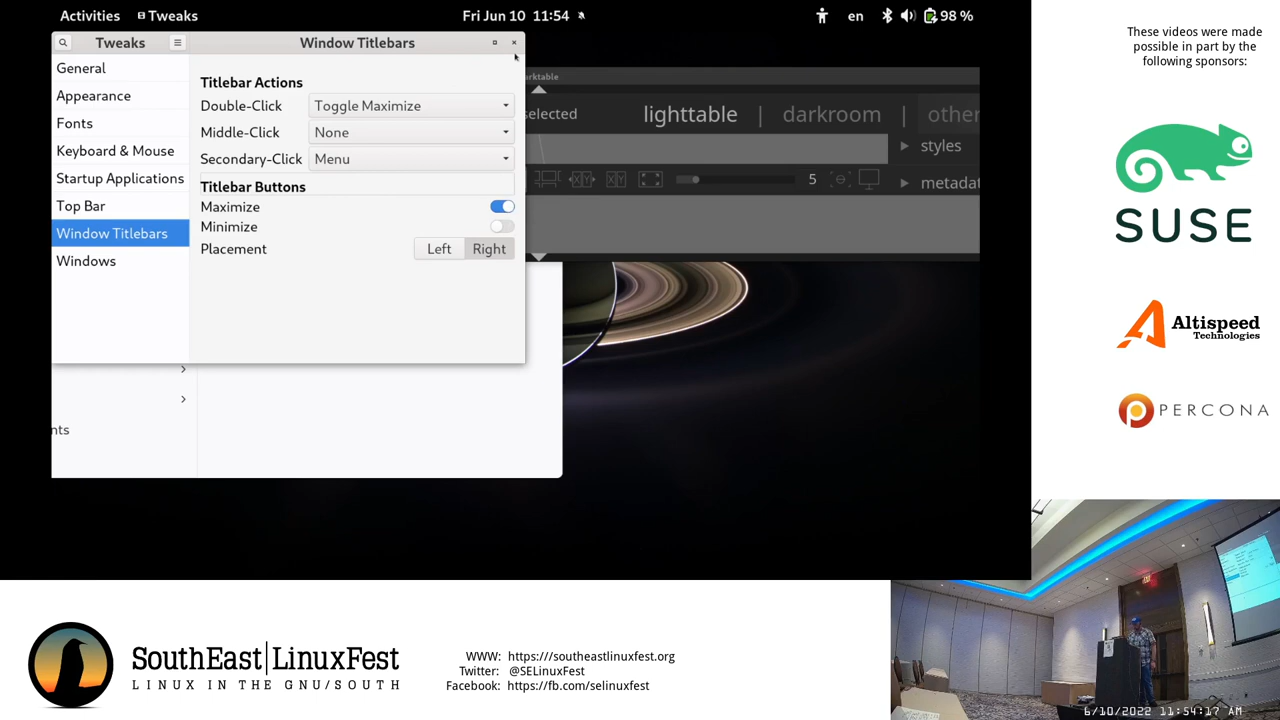 Activities
Tweaks
Fri Jun 10 11:54
en
98 %
Tweaks
Window Titlebars
General
Appearance
Fonts
Keyboard & Mouse
Startup Applications
Top Bar
Window Titlebars
Windows
Titlebar Actions
Double-Click Toggle Maximize
Middle-Click None
Secondary-Click Menu
Titlebar Buttons
Maximize
Minimize
Placement Left Right
arktable
selected
lighttable | darkroom | other
styles
5
metadat
nts
These videos were made
possible in part by the
following sponsors:
SUSE
Altispeed
Technologies
PERCONA
SouthEast LinuxFest
LINUX IN THE GNU/SOUTH
WWW: https:///southeastlinuxfest.org
Twitter: @SELinuxFest
Facebook: https://fb.com/selinuxfest
6/10/2022 11:54:17 AM